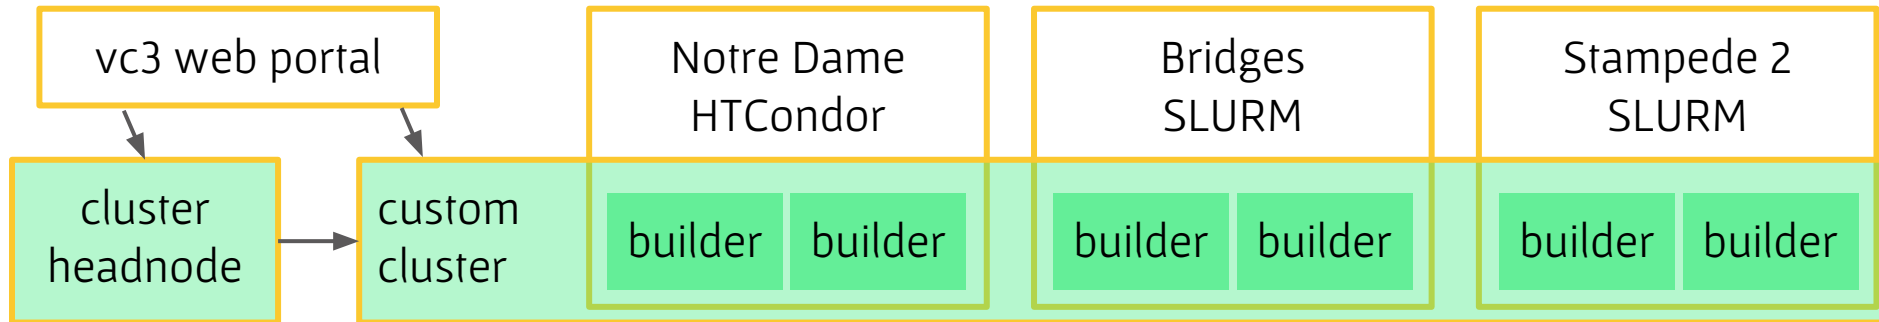 vc3 web portal
Notre Dame
HTCondor
Bridges
SLURM
Stampede 2
SLURM
cluster
headnode
custom
cluster
builder builder
builder builder
builder builder